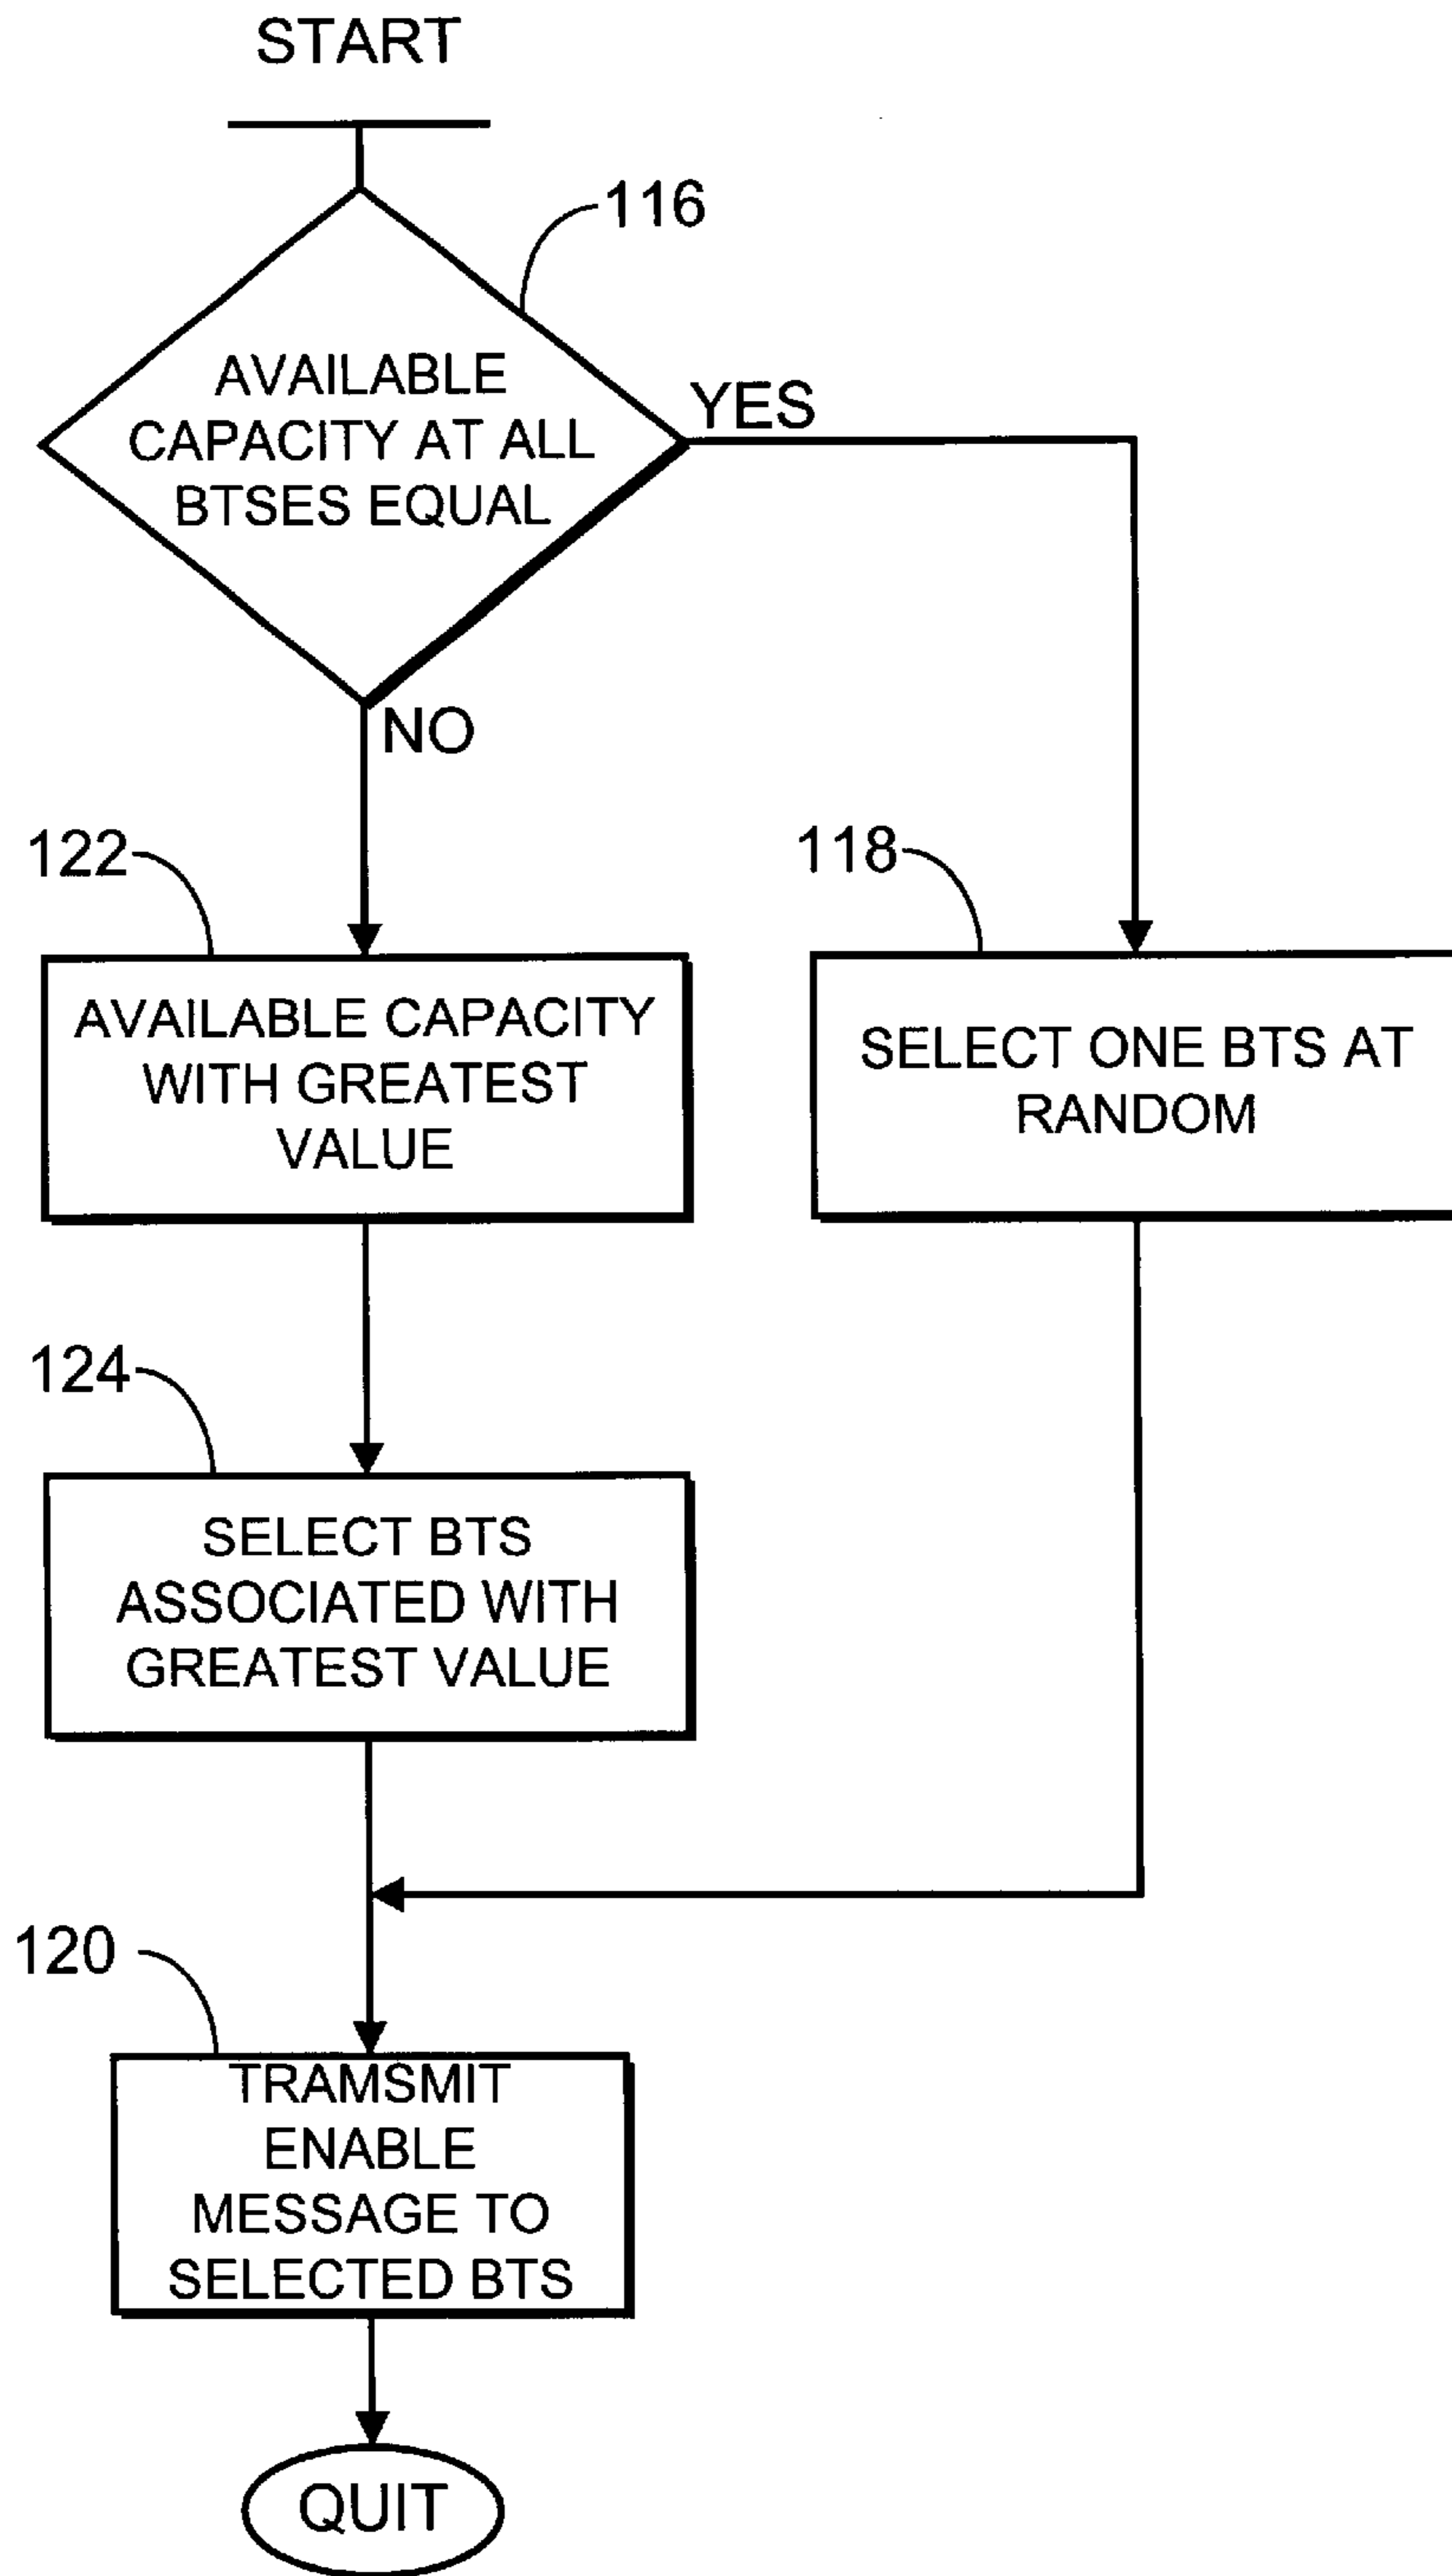 START
116
AVAILABLE
CAPACITY AT ALL
BTSES EQUAL
YES
NO
122
AVAILABLE CAPACITY
WITH GREATEST
VALUE
118
SELECT ONE BTS AT
RANDOM
124
SELECT BTS
ASSOCIATED WITH
GREATEST VALUE
120
TRAMSMIT
ENABLE
MESSAGE TO
SELECTED BTS
QUIT